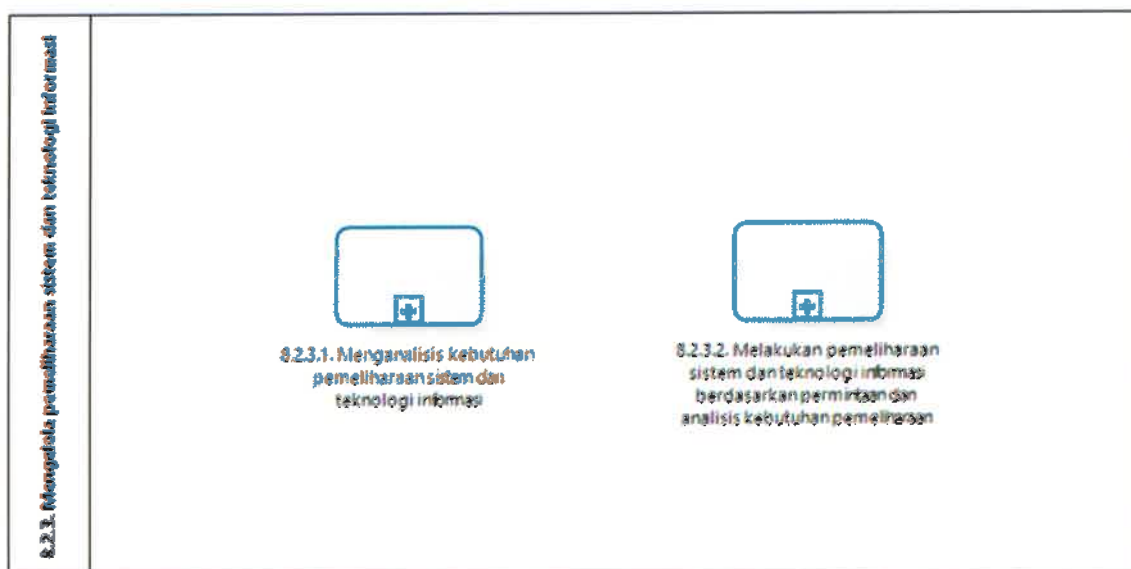 8.2.3. Mengelola pemeliharaan sistem dan teknologi informasi
8.2.3.1. Menganalisis kebutuhan
pemeliharaan sistem dan
teknologi informasi
8.2.3.2. Melakukan pemeliharaan
sistem dan teknologi informasi
berdasarkan permintaan dan
analisis kebutuhan pemeliharaan